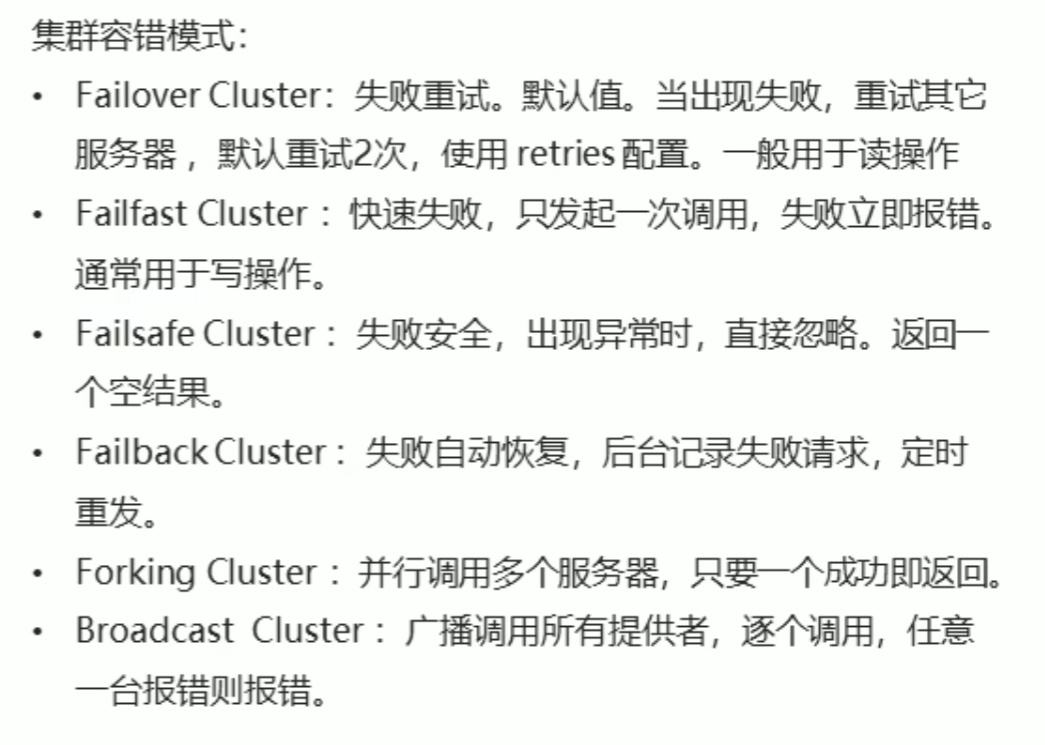 集群容错模式：
• Failover Cluster：失败重试。默认值。当出现失败，重试其它
服务器 ，默认重试2次，使用 retries 配置。一般用于读操作
• Failfast Cluster ：快速失败，只发起一次调用，失败立即报错。
通常用于写操作。
• Failsafe Cluster ：失败安全，出现异常时，直接忽略。返回一
个空结果。
• Failback Cluster ：失败自动恢复，后台记录失败请求，定时
重发。
• Forking Cluster ：并行调用多个服务器，只要一个成功即返回。
• Broadcast Cluster ：广播调用所有提供者，逐个调用，任意
一台报错则报错。